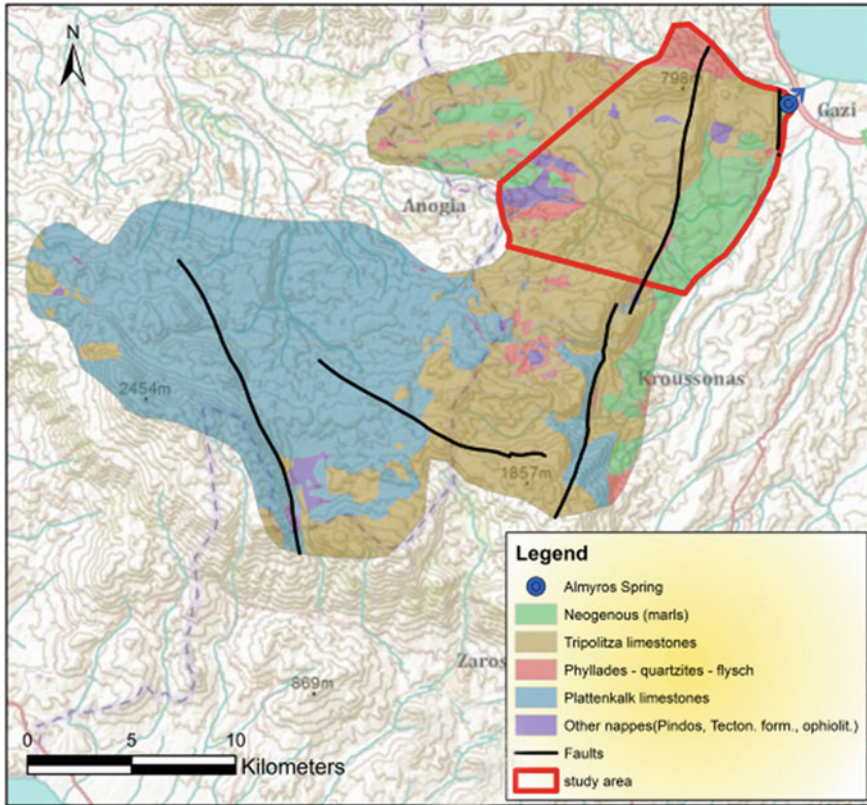 N
798m
Gazi
Anogia
2454m
Kroussonas
1857m
Zaros
869m
0 5 10
Kilometers
Legend
Almyros Spring
Neogenous (marls)
Tripolitza limestones
Phyllades - quartzites - flysch
Plattenkalk limestones
Other nappes(Pindos, Tecton. form., ophiolit.)
Faults
study area